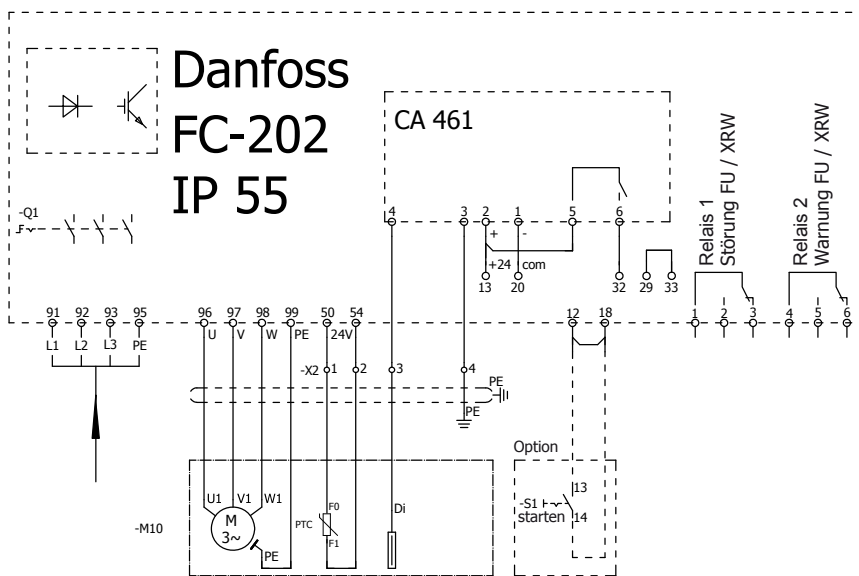 Danfoss
FC-202
IP 55
CA 461
-Q1
4 3 2 1 5 6
+ -
+24 com
13 20 32 29 33
Relais 1
Störung FU / XRW
Relais 2
Warnung FU / XRW
91 92 93 95 96 97 98 99 50 54 12 18
1 2 3 4 5 6
L1 L2 L3 PE U V W PE 24V
-X2 1 2 3 4
PE
PE
Option
-M10
U1 V1 W1
M
3~
PE
PTC
F0
F1
Di
-S1
starten
13
14